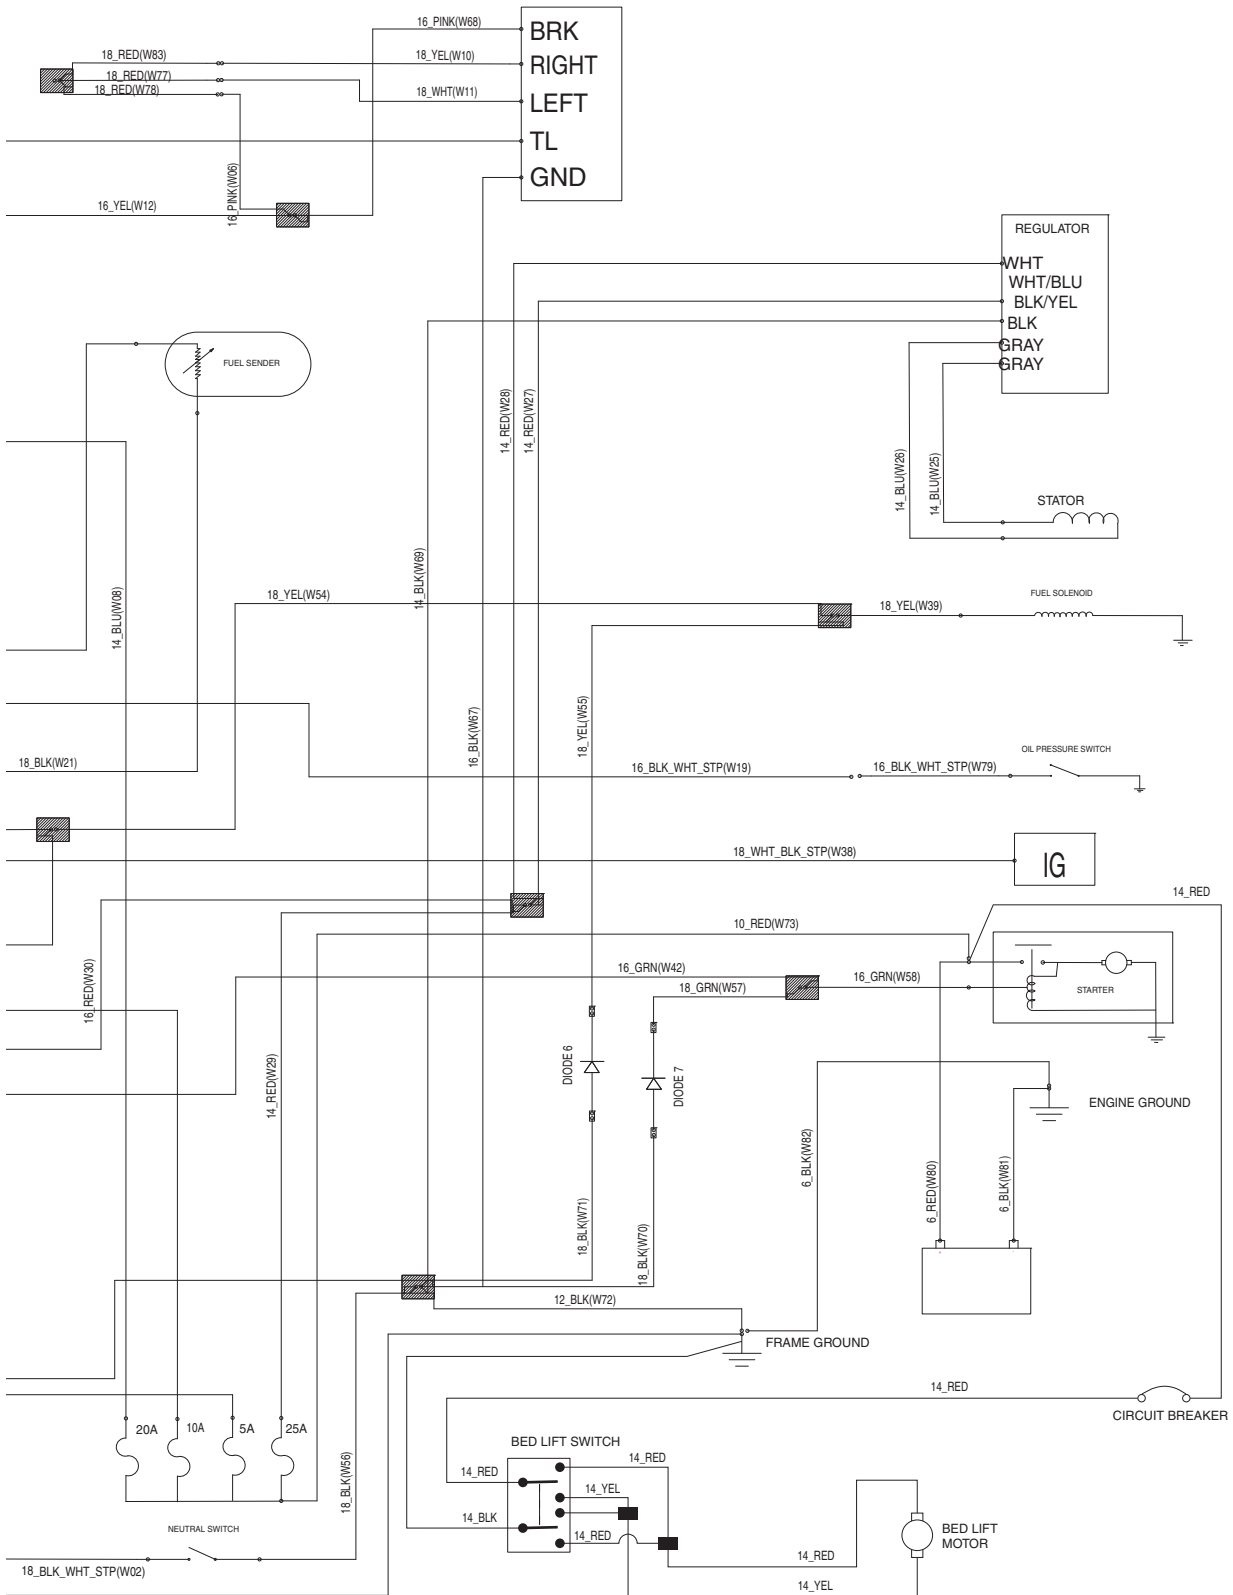 16_PINK(W68)
BRK
18_RED(W83)
18_YEL(W10)
RIGHT
18_RED(W77)
18_RED(W78)
18_WHT(W11)
LEFT
TL
GND
16_PINK(W06)
16_YEL(W12)
REGULATOR
WHT
WHT/BLU
BLK/YEL
BLK
GRAY
GRAY
FUEL SENDER
14_RED(W28)
14_RED(W27)
14_BLU(W26)
14_BLU(W25)
STATOR
14_BLK(W69)
14_BLU(W08)
18_YEL(W54)
18_YEL(W39)
FUEL SOLENOID
16_BLK(W67)
18_YEL(W55)
18_BLK(W21)
16_BLK_WHT_STP(W19)
16_BLK_WHT_STP(W79)
OIL PRESSURE SWITCH
18_WHT_BLK_STP(W38)
IG
14_RED
10_RED(W73)
16_RED(W30)
16_GRN(W42)
18_GRN(W57)
16_GRN(W58)
STARTER
14_RED(W29)
DIODE 6
DIODE 7
ENGINE GROUND
6_BLK(W82)
6_RED(W80)
6_BLK(W81)
18_BLK(W71)
18_BLK(W70)
12_BLK(W72)
FRAME GROUND
14_RED
CIRCUIT BREAKER
20A
10A
5A
25A
18_BLK(W56)
BED LIFT SWITCH
14_RED
14_RED
14_YEL
14_BLK
14_RED
BED LIFT
MOTOR
NEUTRAL SWITCH
18_BLK_WHT_STP(W02)
14_RED
14_YEL